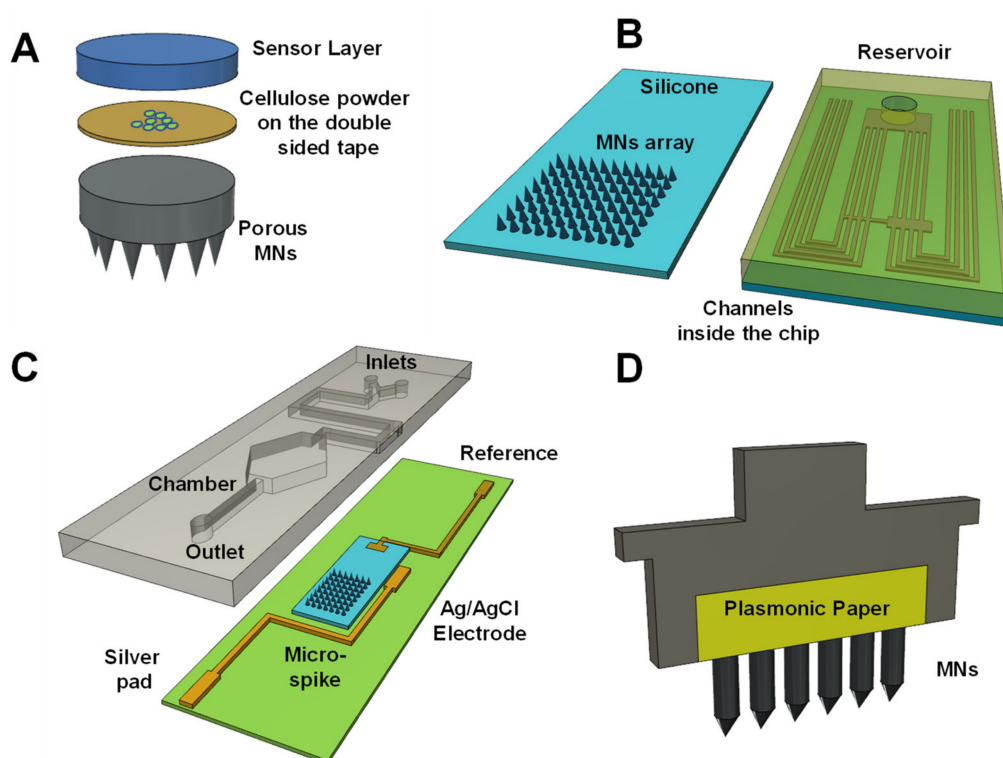 A
Sensor Layer
Cellulose powder
on the double
sided tape
Porous
MNs
B
Reservoir
Silicone
MNs array
Channels
inside the chip
C
Inlets
Chamber
Outlet
Reference
Ag/AgCl
Electrode
Micro-
spike
Silver
pad
D
Plasmonic Paper
MNs